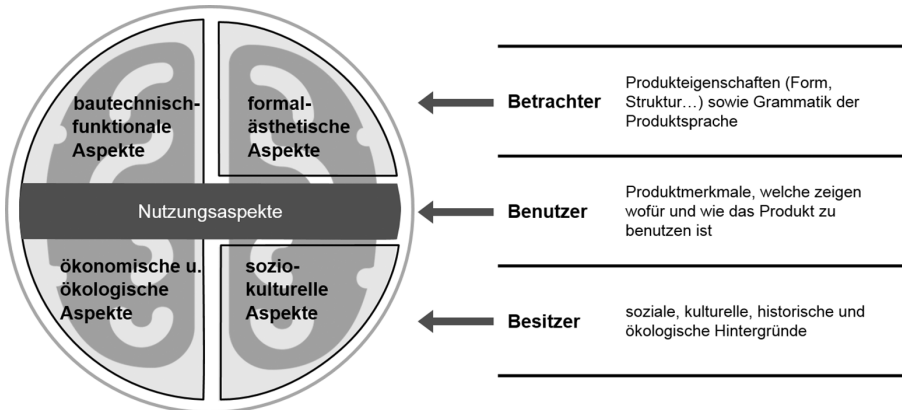 bautechnisch-
funktionale
Aspekte
formal-
ästhetische
Aspekte
Nutzungsaspekte
ökonomische u.
ökologische
Aspekte
sozio-
kulturelle
Aspekte
Betrachter
Produkteigenschaften (Form,
Struktur…) sowie Grammatik der
Produktsprache
Benutzer
Produktmerkmale, welche zeigen
wofür und wie das Produkt zu
benutzen ist
Besitzer
soziale, kulturelle, historische und
ökologische Hintergründe